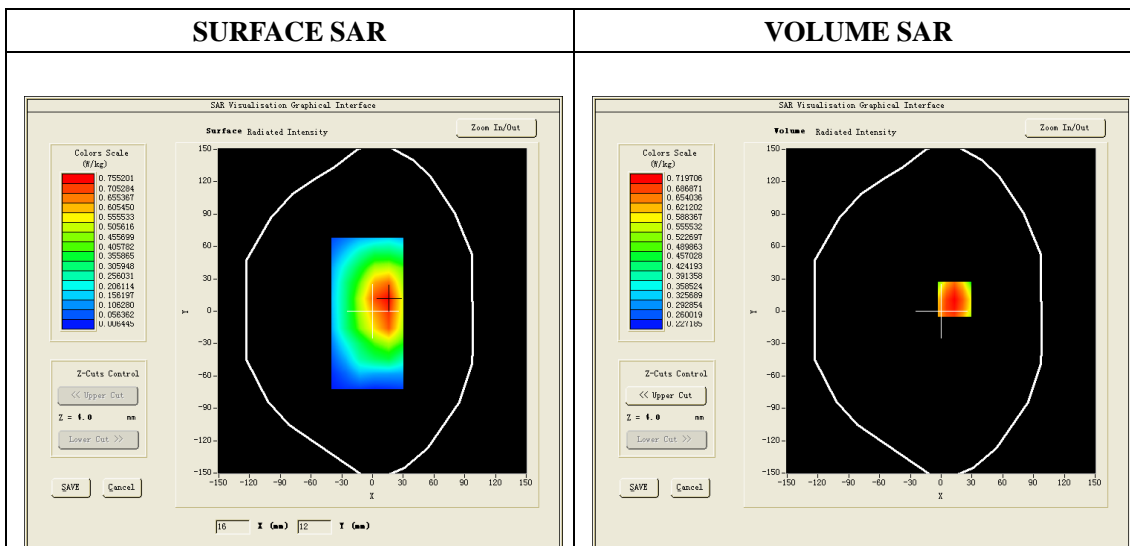 SURFACE SAR
VOLUME SAR
SAR Visualisation Graphical Interface
Surface Radiated Intensity
Zoom In/Out
Colors Scale
(W/kg)
0.755201
0.705284
0.655367
0.605450
0.555533
0.505616
0.455699
0.405782
0.355865
0.305948
0.256031
0.206114
0.156197
0.106280
0.056362
0.006445
150
120
90
60
30
0
-30
-60
-90
-120
-150
Y
-150 -120 -90 -60 -30 0 30 60 90 120 150
X
Z-Cuts Control
<< Upper Cut
Z = 4.0 mm
Lower Cut >>
SAVE
Cancel
16 X (mm) 12 Y (mm)
SAR Visualisation Graphical Interface
Volume Radiated Intensity
Zoom In/Out
Colors Scale
(W/kg)
0.719706
0.686871
0.654036
0.621202
0.588367
0.555532
0.522697
0.489863
0.457028
0.424193
0.391358
0.358524
0.325689
0.292854
0.260019
0.227185
150
120
90
60
30
0
-30
-60
-90
-120
-150
Y
-150 -120 -90 -60 -30 0 30 60 90 120 150
X
Z-Cuts Control
<< Upper Cut
Z = 4.0 mm
Lower Cut >>
SAVE
Cancel